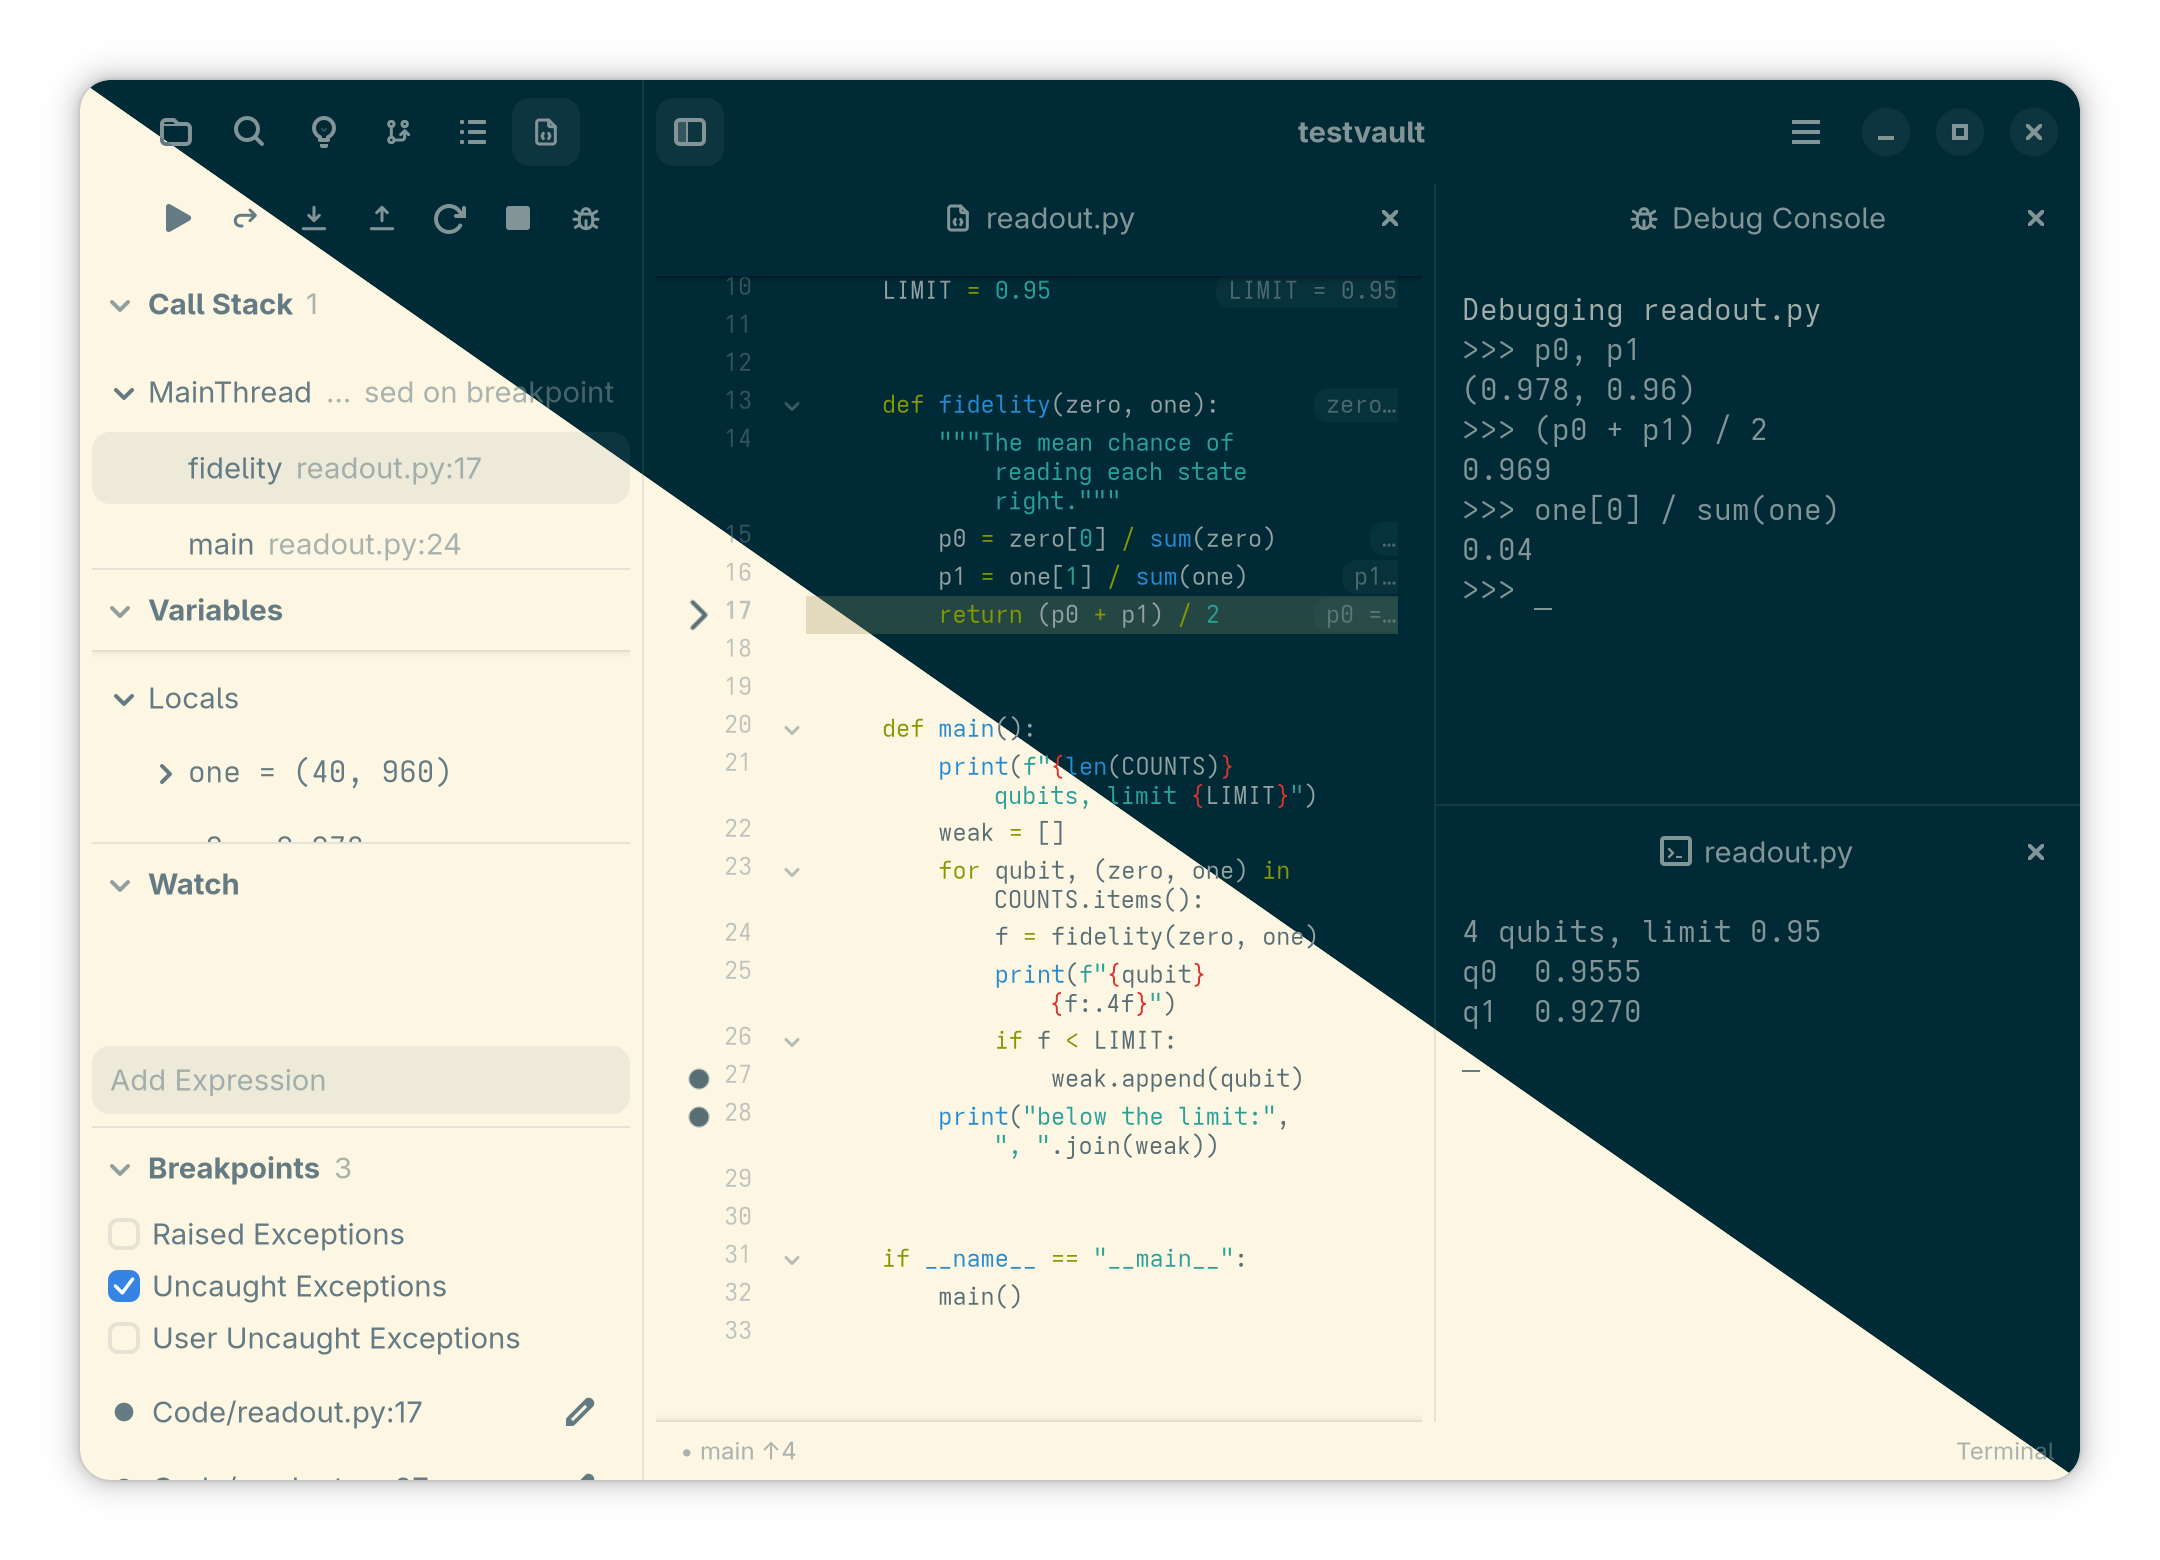 testvault
Call Stack 1
MainThread ... sed on breakpoint
fidelity readout.py:17
main readout.py:24
Variables
Locals
one = (40, 960)
Watch
Add Expression
Breakpoints 3
Raised Exceptions
Uncaught Exceptions
User Uncaught Exceptions
Code/readout.py:17
readout.py
10 LIMIT = 0.95 LIMIT = 0.95
11
12
13 def fidelity(zero, one): zero…
14 """The mean chance of
reading each state
right."""
15 p0 = zero[0] / sum(zero) …
16 p1 = one[1] / sum(one) p1…
17 return (p0 + p1) / 2 p0 =…
18
19
20 def main():
21 print(f"{len(COUNTS)}
qubits, limit {LIMIT}")
22 weak = []
23 for qubit, (zero, one) in
COUNTS.items():
24 f = fidelity(zero, one)
25 print(f"{qubit}
{f:.4f}")
26 if f < LIMIT:
27 weak.append(qubit)
28 print("below the limit:",
", ".join(weak))
29
30
31 if __name__ == "__main__":
32 main()
33
• main ↑4
Debug Console
Debugging readout.py
>>> p0, p1
(0.978, 0.96)
>>> (p0 + p1) / 2
0.969
>>> one[0] / sum(one)
0.04
>>> _
readout.py
4 qubits, limit 0.95
q0 0.9555
q1 0.9270
_
Terminal